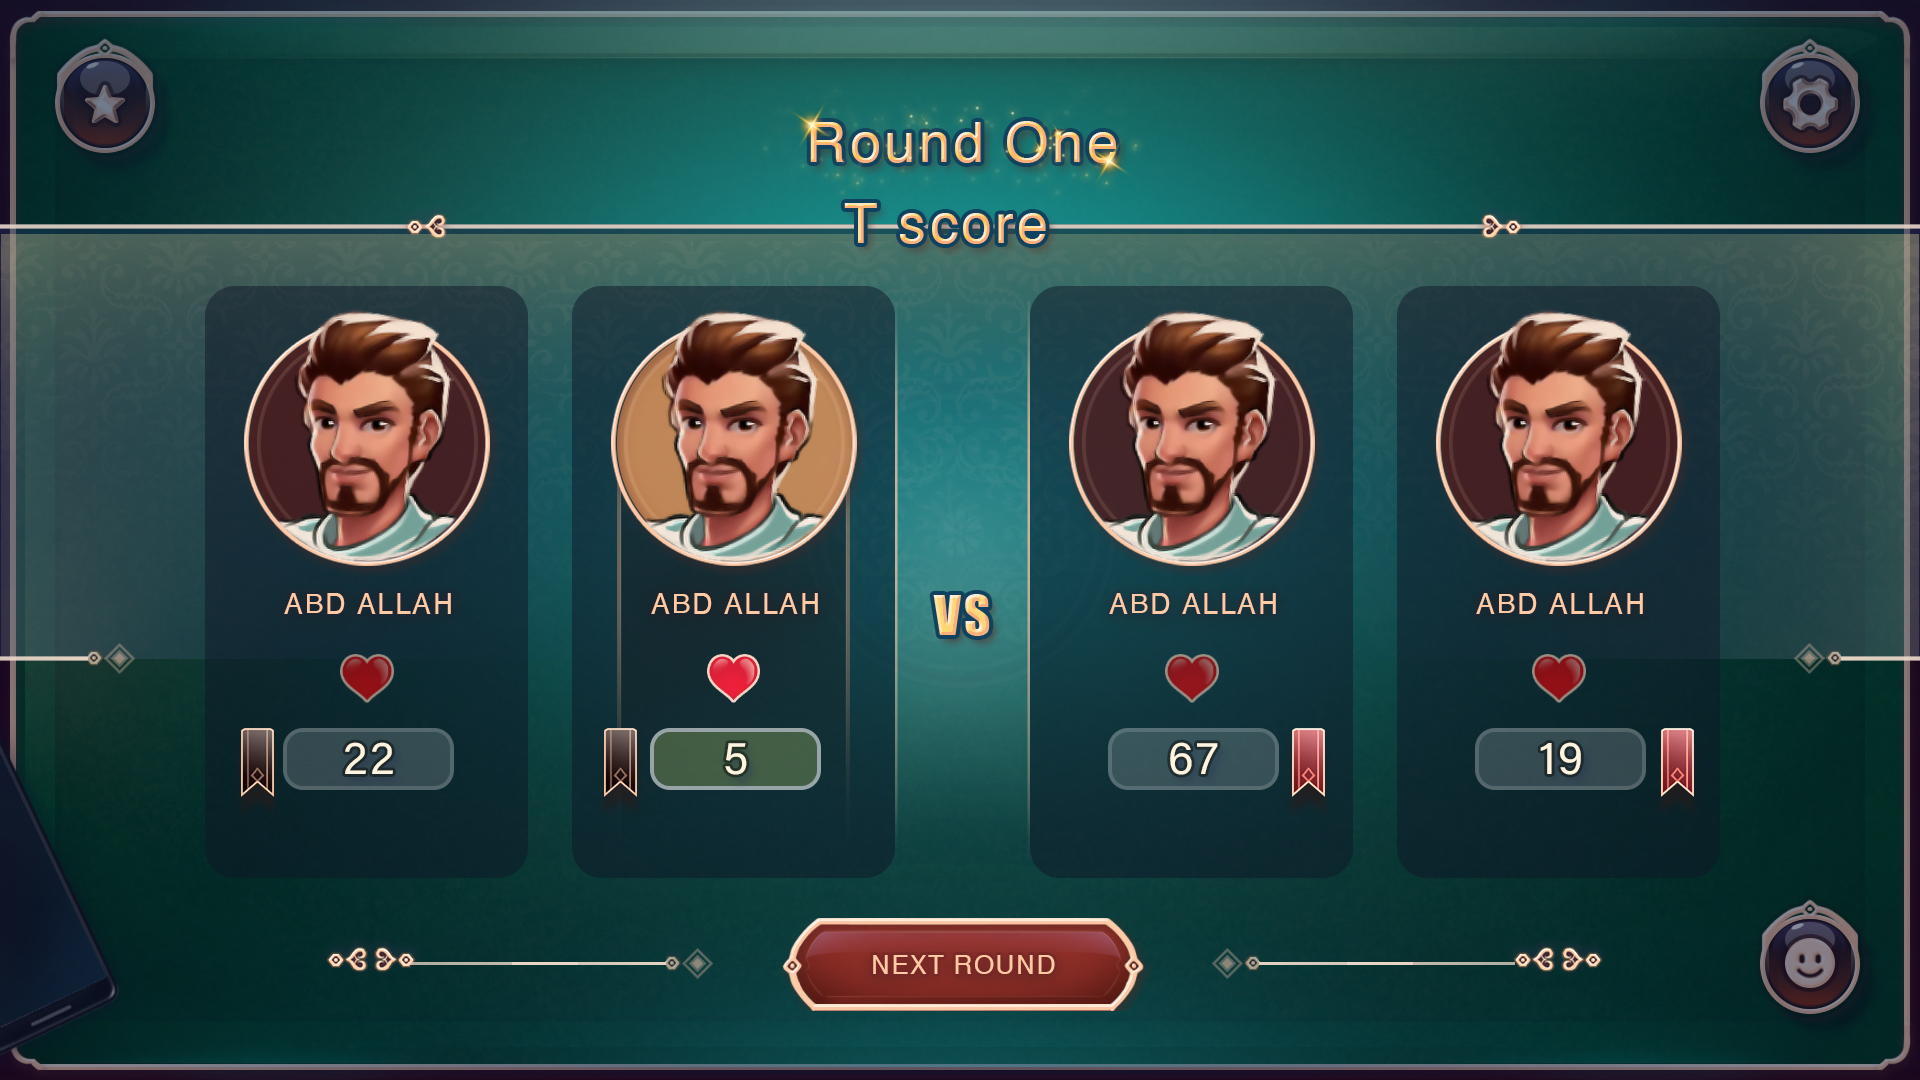 Round One
T score
ABD ALLAH
22
ABD ALLAH
5
VS
ABD ALLAH
67
ABD ALLAH
19
NEXT ROUND